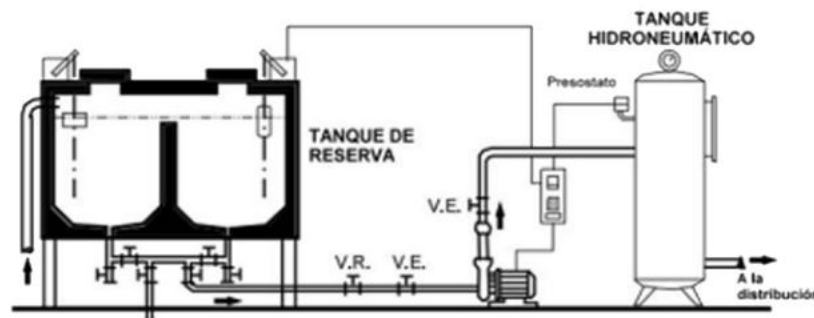 TANQUE
HIDRONEUMÁTICO
Presostato
TANQUE DE
RESERVA
V.E.
V.R.
V.E.
A la
distribución